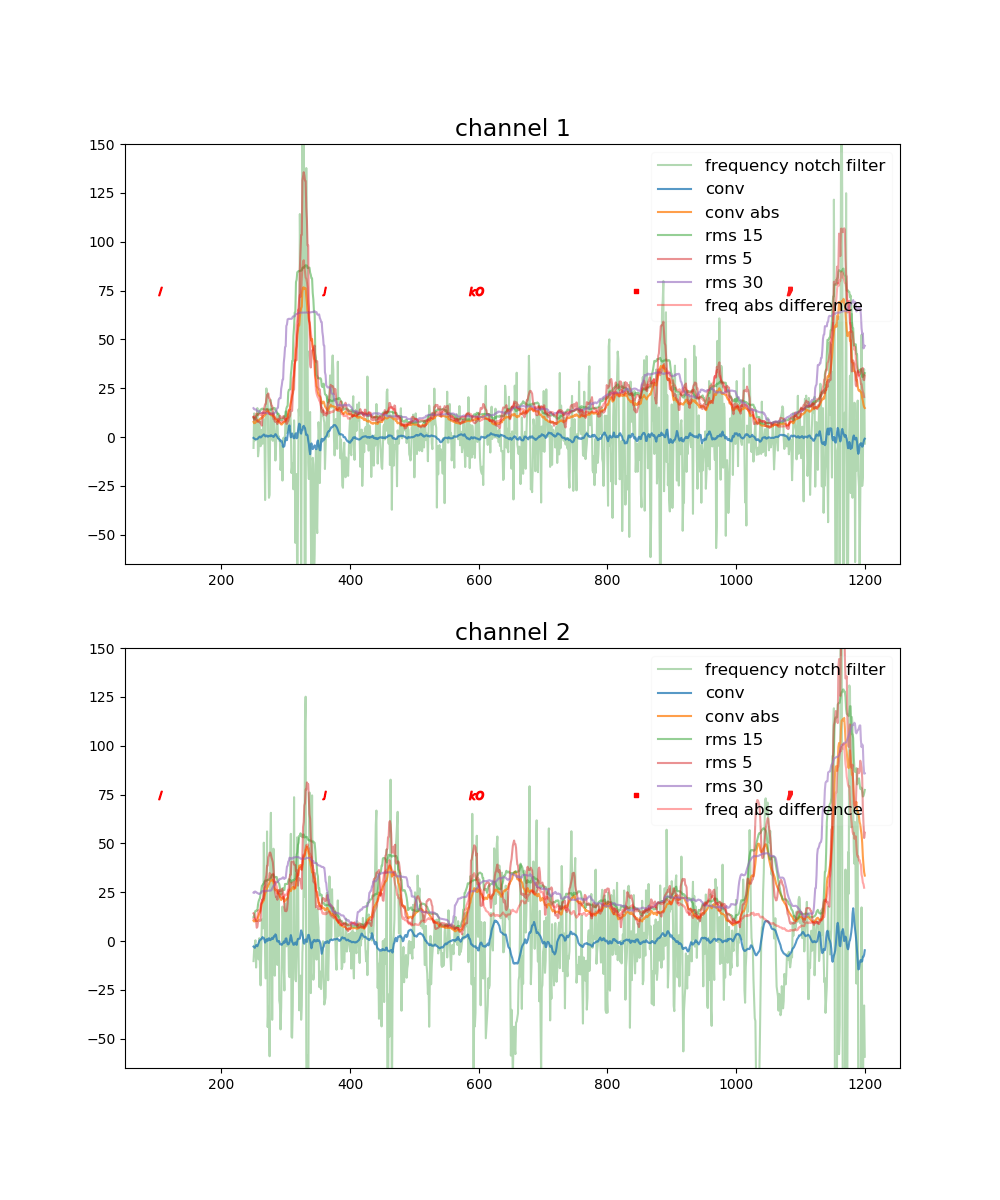 channel 1
150
125
100
75
50
25
0
−25
−50
frequency notch filter
conv
conv abs
rms 15
rms 5
rms 30
freq abs difference
200 400 600 800 1000 1200
channel 2
150
125
100
75
50
25
0
−25
−50
frequency notch filter
conv
conv abs
rms 15
rms 5
rms 30
freq abs difference
200 400 600 800 1000 1200